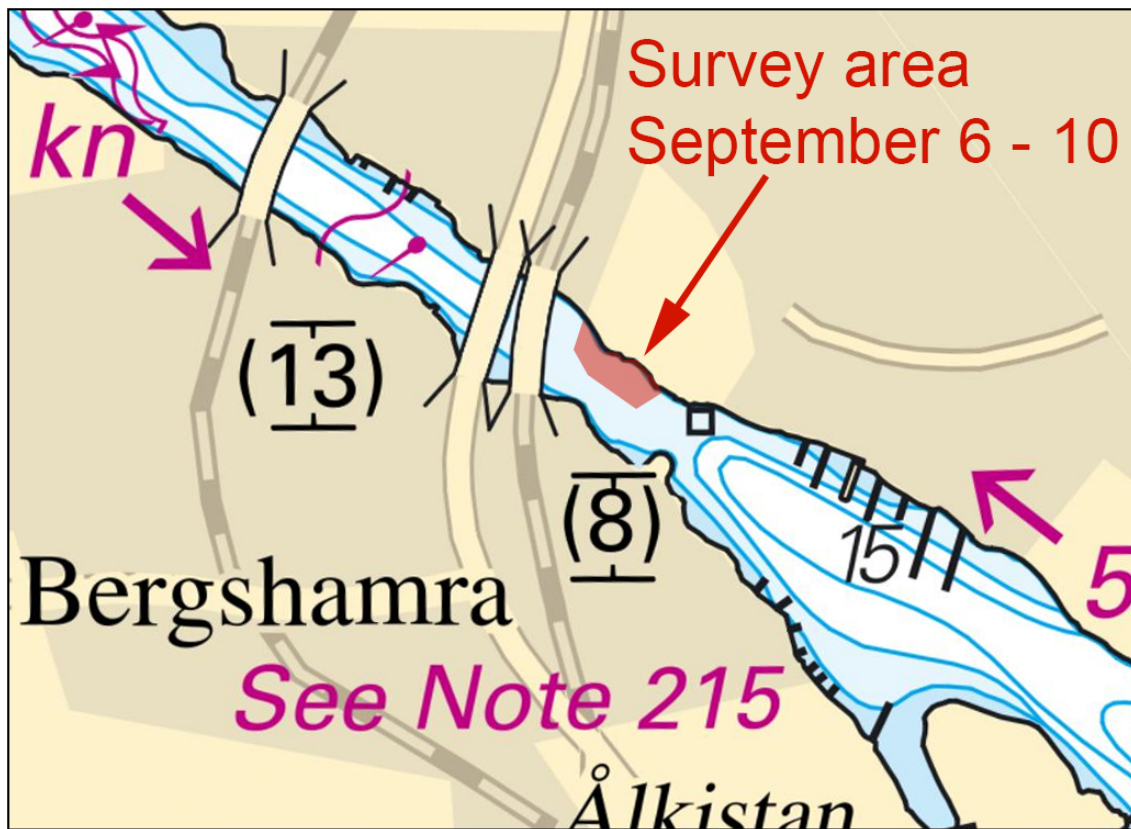 Survey area
September 6 - 10
kn
(13)
(8)
15
5
Bergshamra
See Note 215
Ålkistan